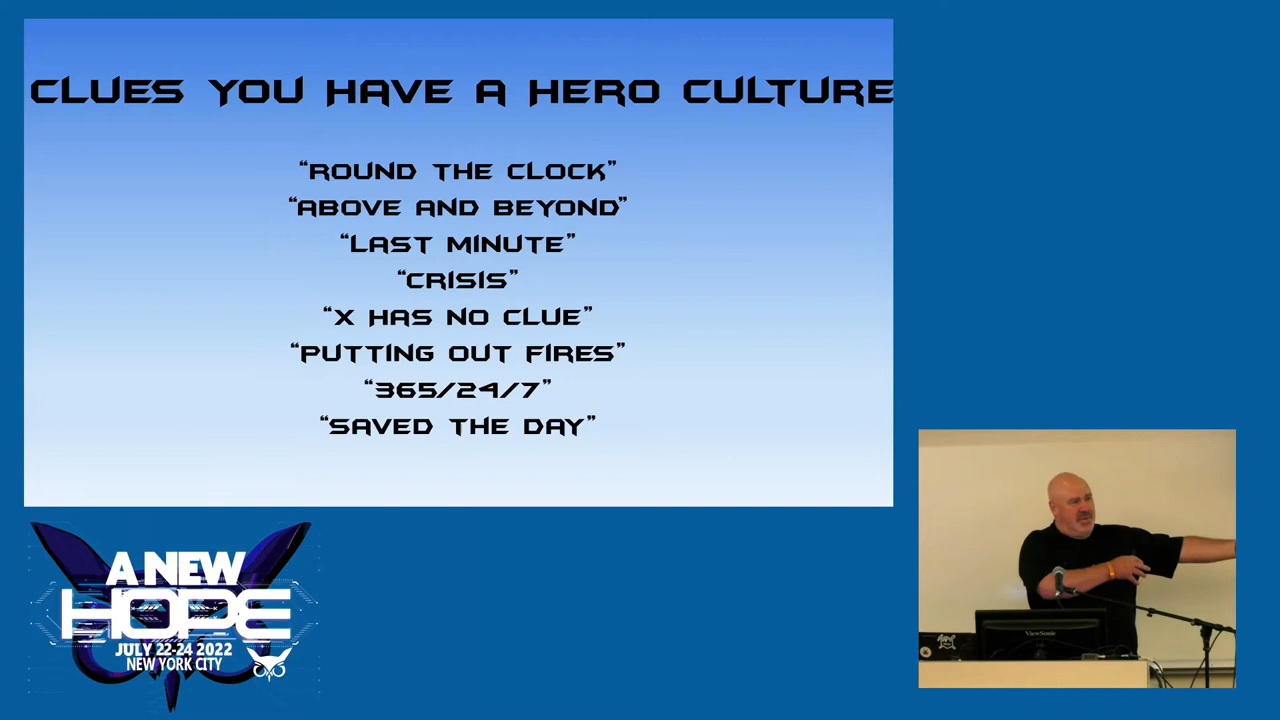 CLUES YOU HAVE A HERO CULTURE
“ROUND THE CLOCK”
“ABOVE AND BEYOND”
“LAST MINUTE”
“CRISIS”
“X HAS NO CLUE”
“PUTTING OUT FIRES”
“365/24/7”
“SAVED THE DAY”
A NEW
HOPE
JULY 22-24 2022
NEW YORK CITY
ViewSonic